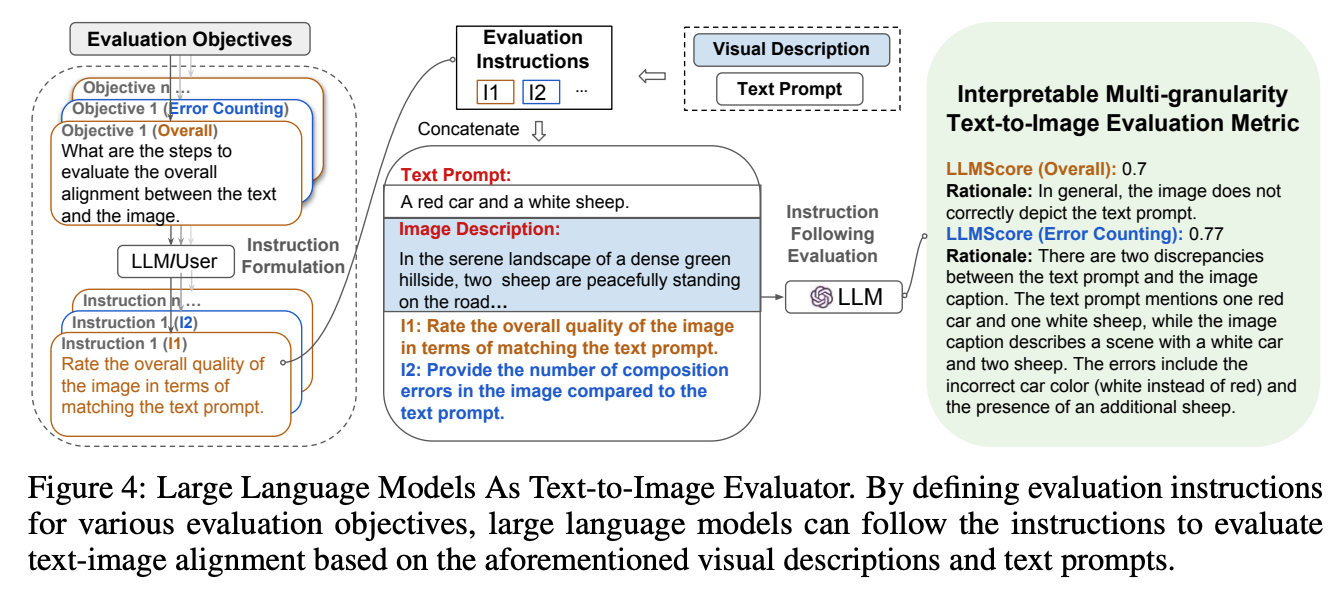 Evaluation Objectives
Objective n ...
Objective 1 (Error Counting)
Objective 1 (Overall)
What are the steps to
evaluate the overall
alignment between the text
and the image.
LLM/User
Instruction
Formulation
Instruction n ...
Instruction 1 (I2)
Instruction 1 (I1)
Rate the overall quality of
the image in terms of
matching the text prompt.
Evaluation
Instructions
I1 I2 ...
Visual Description
Text Prompt
Concatenate
Text Prompt:
A red car and a white sheep.
Image Description:
In the serene landscape of a dense green
hillside, two sheep are peacefully standing
on the road...
I1: Rate the overall quality of the image
in terms of matching the text prompt.
I2: Provide the number of composition
errors in the image compared to the
text prompt.
Instruction
Following
Evaluation
LLM
Interpretable Multi-granularity
Text-to-Image Evaluation Metric
LLMScore (Overall): 0.7
Rationale: In general, the image does not
correctly depict the text prompt.
LLMScore (Error Counting): 0.77
Rationale: There are two discrepancies
between the text prompt and the image
caption. The text prompt mentions one red
car and one white sheep, while the image
caption describes a scene with a white car
and two sheep. The errors include the
incorrect car color (white instead of red) and
the presence of an additional sheep.
Figure 4: Large Language Models As Text-to-Image Evaluator. By defining evaluation instructions
for various evaluation objectives, large language models can follow the instructions to evaluate
text-image alignment based on the aforementioned visual descriptions and text prompts.